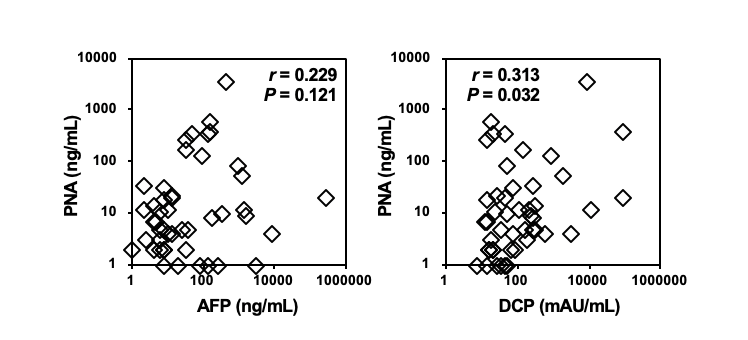 10000
1000
100
10
1
PNA (ng/mL)
r = 0.229
P = 0.121
1 100 10000 1000000
AFP (ng/mL)
10000
1000
100
10
1
PNA (ng/mL)
r = 0.313
P = 0.032
1 100 10000 1000000
DCP (mAU/mL)